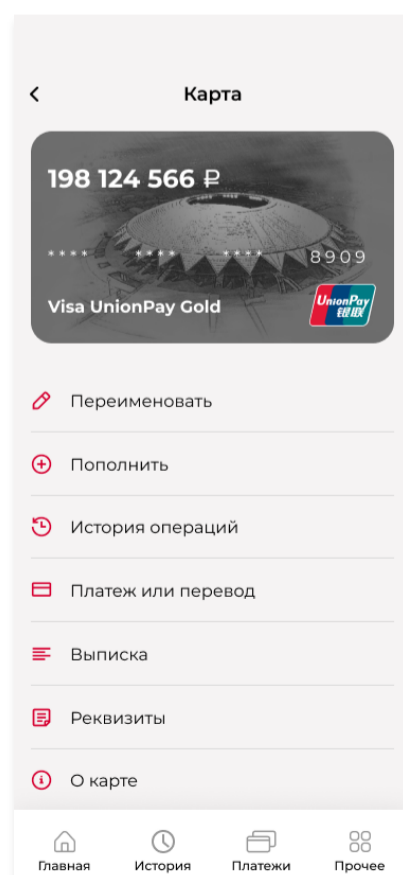 Карта
198 124 566 ₽
**** **** **** 8909
Visa UnionPay Gold
UnionPay
银联
Переименовать
Пополнить
История операций
Платеж или перевод
Выписка
Реквизиты
О карте
Главная История Платежи Прочее